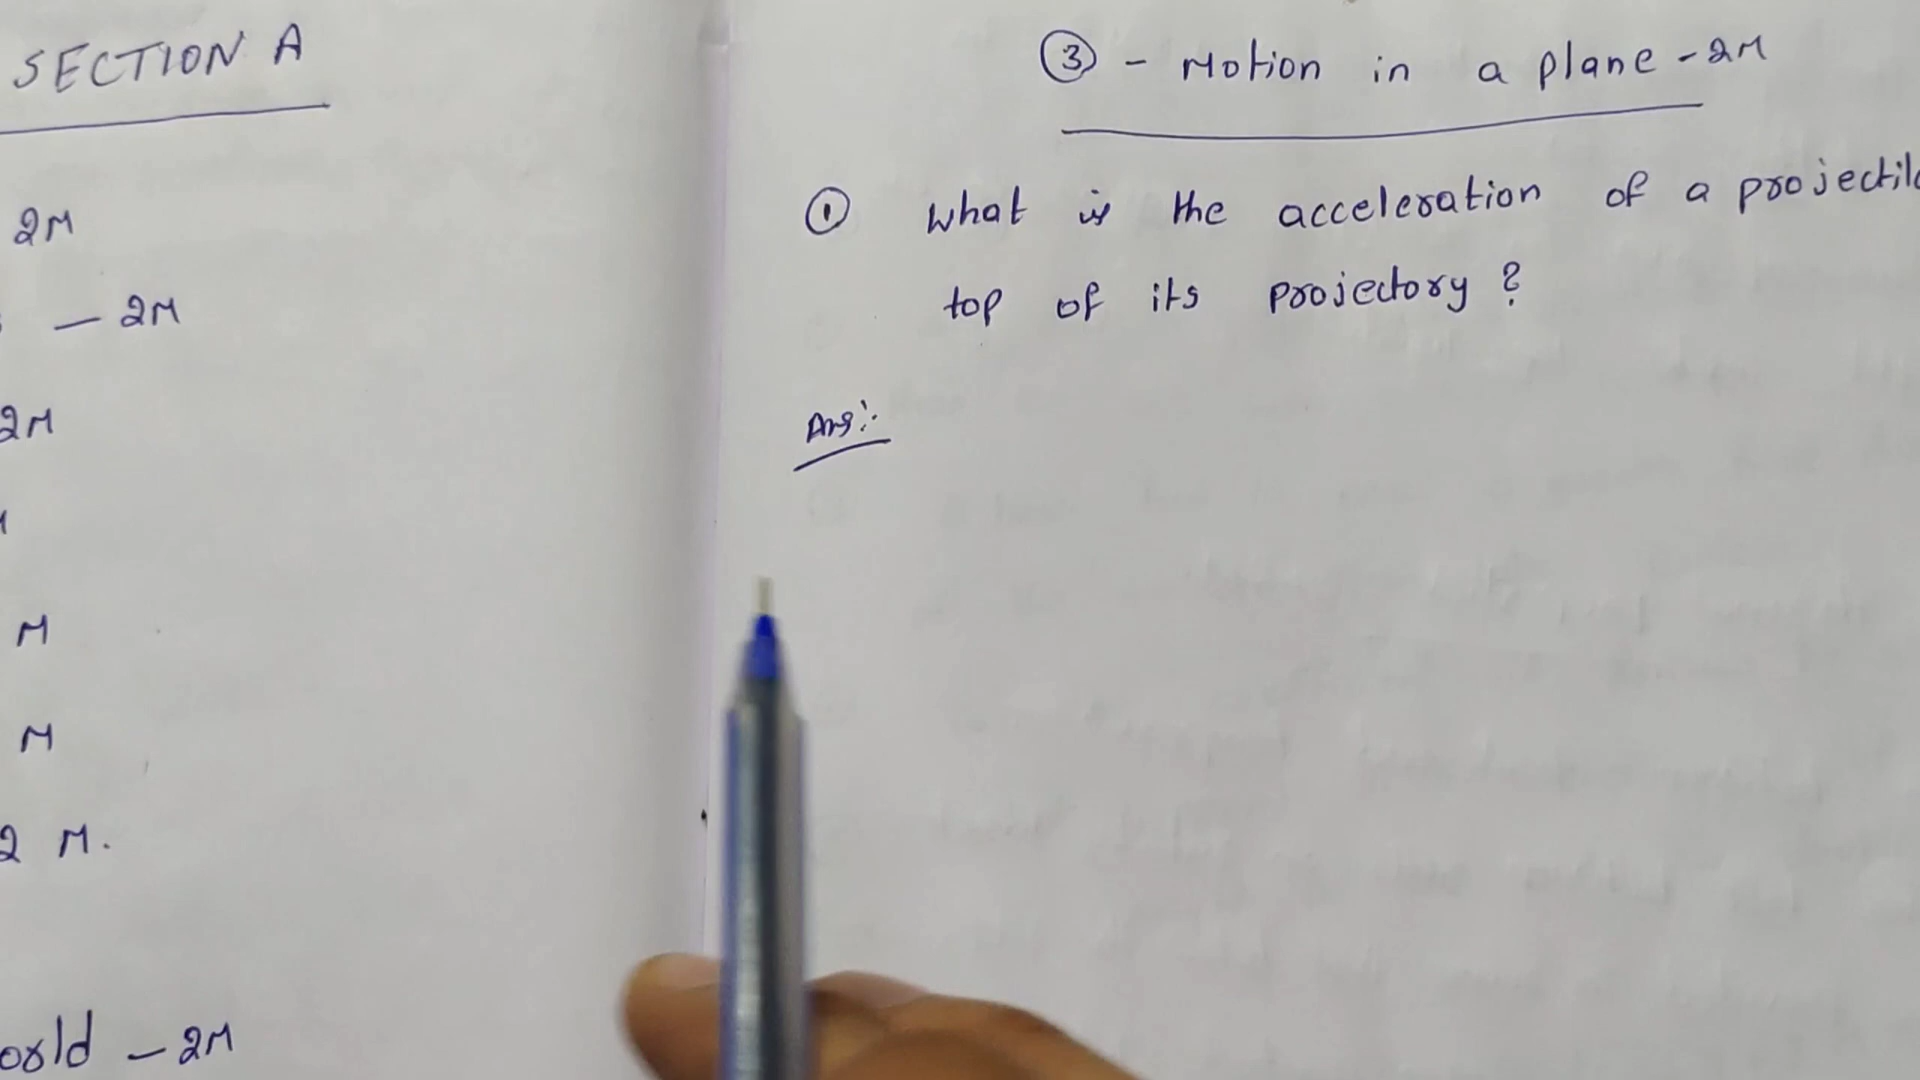 SECTION A
2M
— 2M
2M
M
M
2 M.
— 2M
③ - Motion in a plane - 2M
① What is the acceleration of a projectile
top of its projectory ?
Ans:-